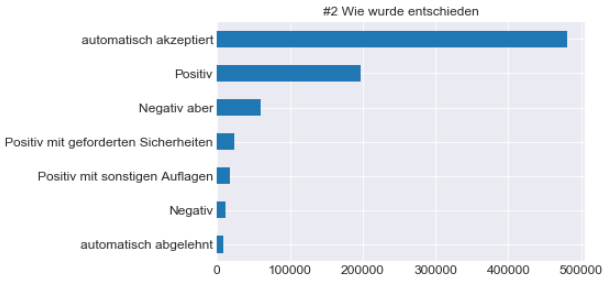 #2 Wie wurde entschieden
automatisch akzeptiert
Positiv
Negativ aber
Positiv mit geforderten Sicherheiten
Positiv mit sonstigen Auflagen
Negativ
automatisch abgelehnt
0 100000 200000 300000 400000 500000